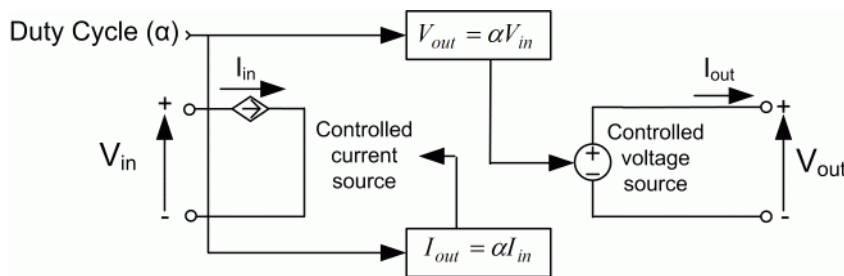 Duty Cycle (α)
V_out = αV_in
I_in
I_out
+
+
V_in
Controlled
current
source
+
−
Controlled
voltage
source
V_out
-
-
I_out = αI_in